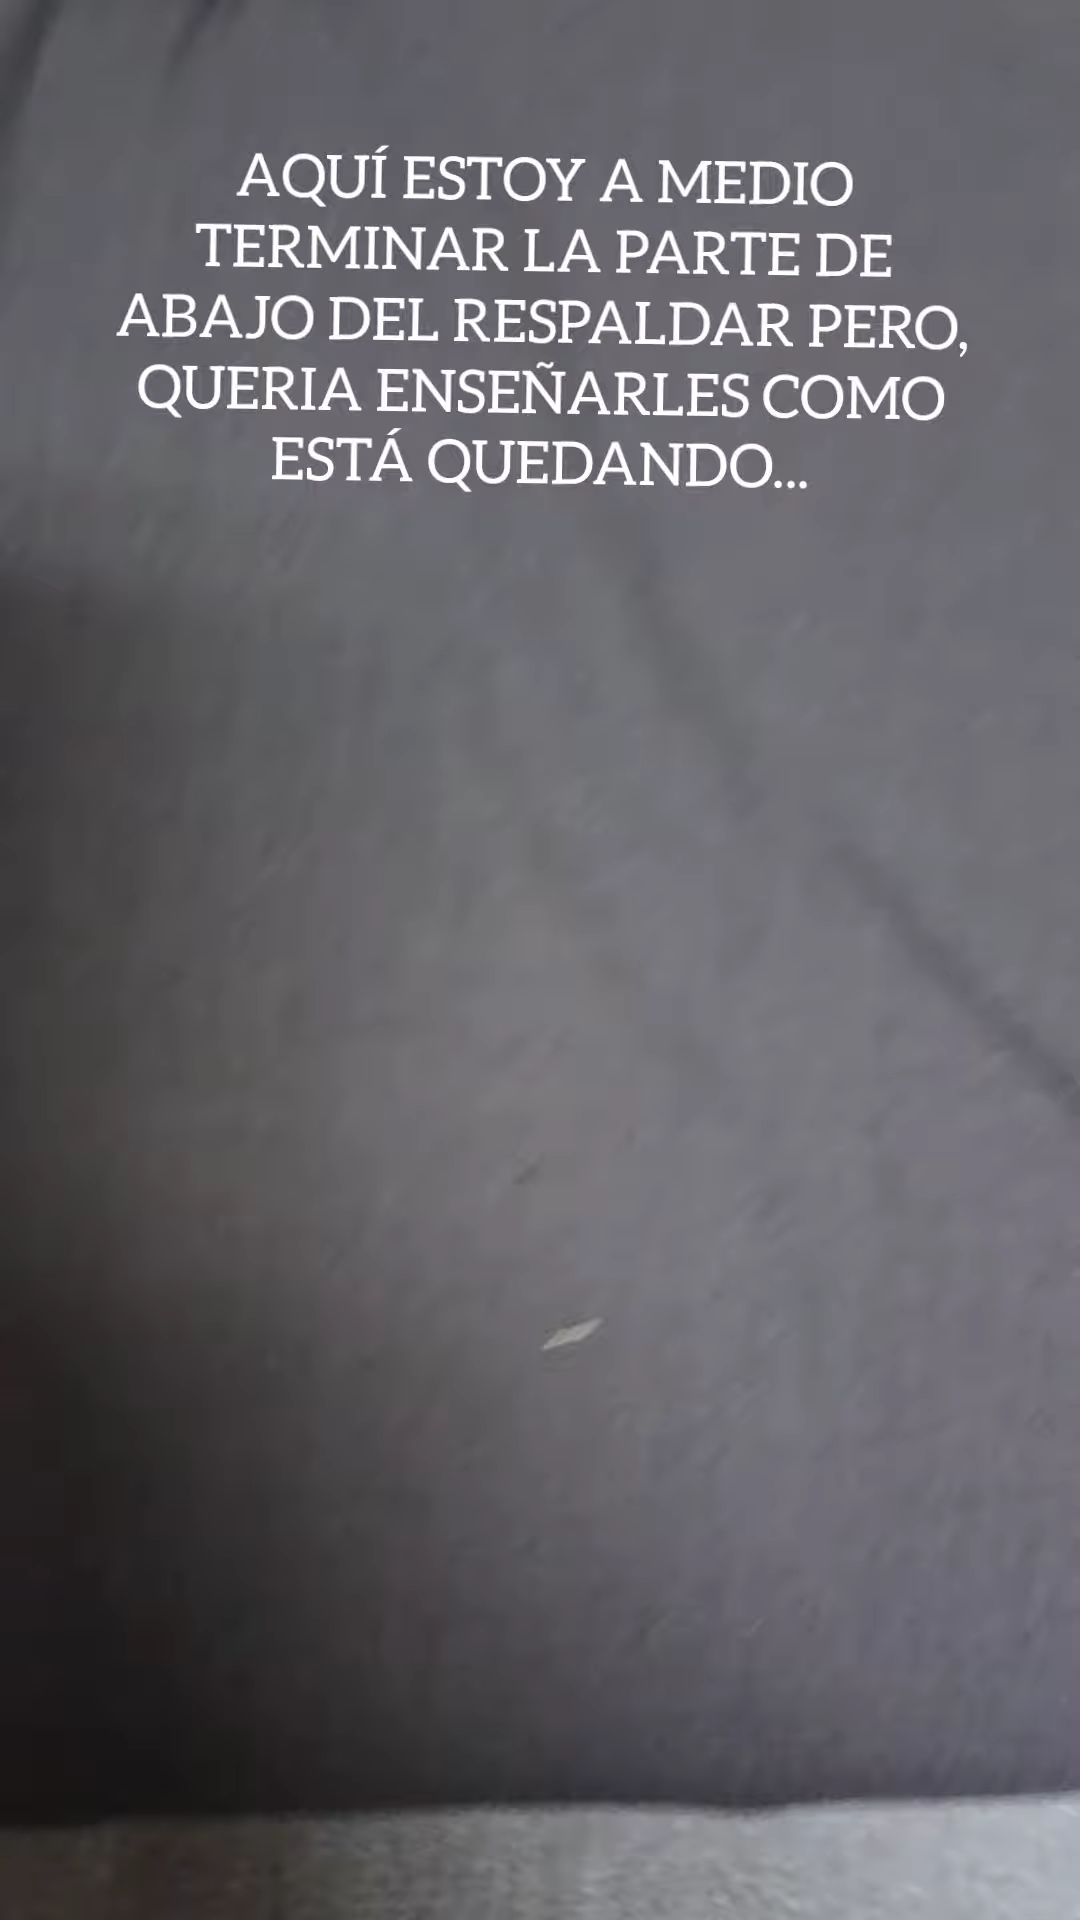 AQUÍ ESTOY A MEDIO
TERMINAR LA PARTE DE
ABAJO DEL RESPALDAR PERO,
QUERIA ENSEÑARLES COMO
ESTÁ QUEDANDO...